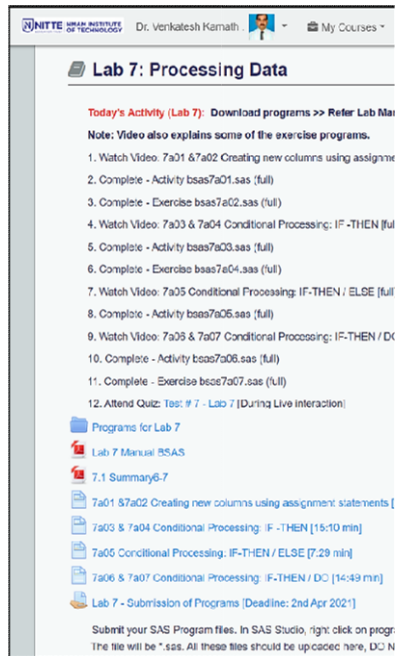 NITTE MEENAKSHI INSTITUTE OF TECHNOLOGY Dr. Venkatesh Kamath . My Courses
Lab 7: Processing Data
Today's Activity (Lab 7): Download programs >> Refer Lab
Note: Video also explains some of the exercise programs.
1. Watch Video: 7a01 &7a02 Creating new columns using
2. Complete - Activity bsas7a01.sas (full)
3. Complete - Exercise bsas7a02.sas (full)
4. Watch Video: 7a03 & 7a04 Conditional Processing: IF -THEN
5. Complete - Activity bsas7a03.sas (full)
6. Complete - Exercise bsas7a04.sas (full)
7. Watch Video: 7a05 Conditional Processing: IF-THEN / ELSE
8. Complete - Activity bsas7a05.sas (full)
9. Watch Video: 7a06 & 7a07 Conditional Processing: IF-THEN /
10. Complete - Activity bsas7a06.sas (full)
11. Complete - Exercise bsas7a07.sas (full)
12. Attend Quiz: Test # 7 - Lab 7 [During Live interaction]
Programs for Lab 7
Lab 7 Manual BSAS
7.1 Summary6-7
7a01 &7a02 Creating new columns using assignment statements [
7a03 & 7a04 Conditional Processing: IF -THEN [15:10 min]
7a05 Conditional Processing: IF-THEN / ELSE [7:29 min]
7a06 & 7a07 Conditional Processing: IF-THEN / DO [14:49 min]
Lab 7 - Submission of Programs [Deadline: 2nd Apr 2021]
Submit your SAS Program files. In SAS Studio, right click on
The file will be *.sas. All these files should be uploaded here, DO